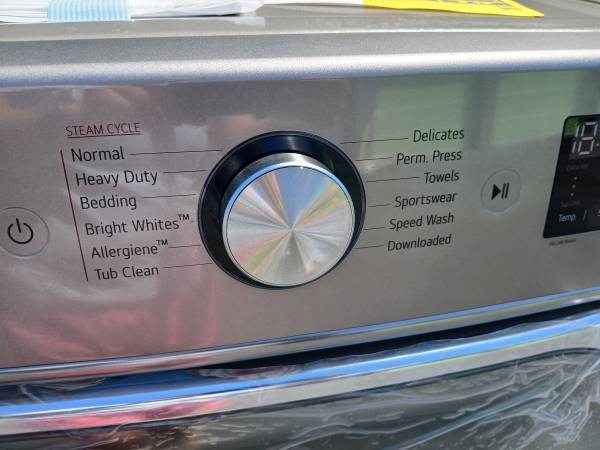 STEAM CYCLE
Normal
Heavy Duty
Bedding
Bright Whites™
Allergiene™
Tub Clean
Delicates
Perm. Press
Towels
Sportswear
Speed Wash
Downloaded
18:
Temp.